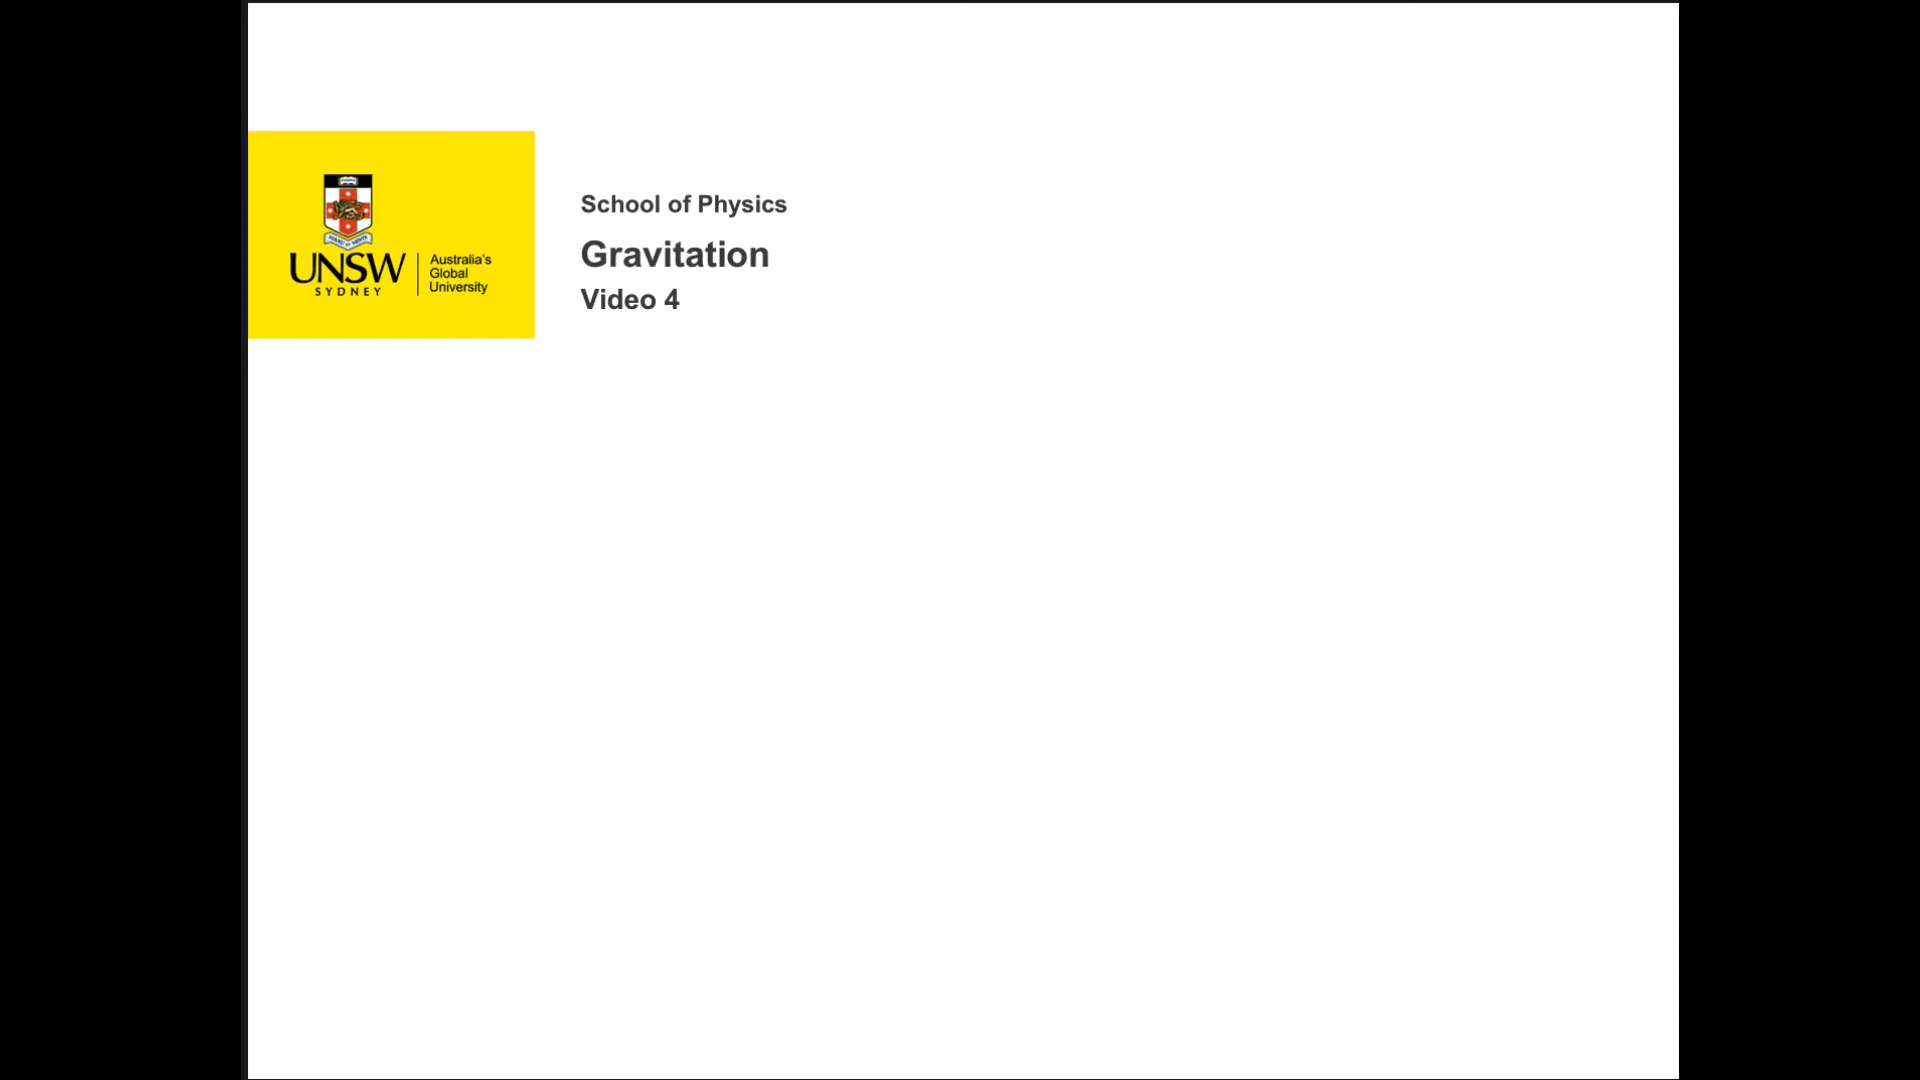 UNSW
SYDNEY
Australia's
Global
University
School of Physics
Gravitation
Video 4